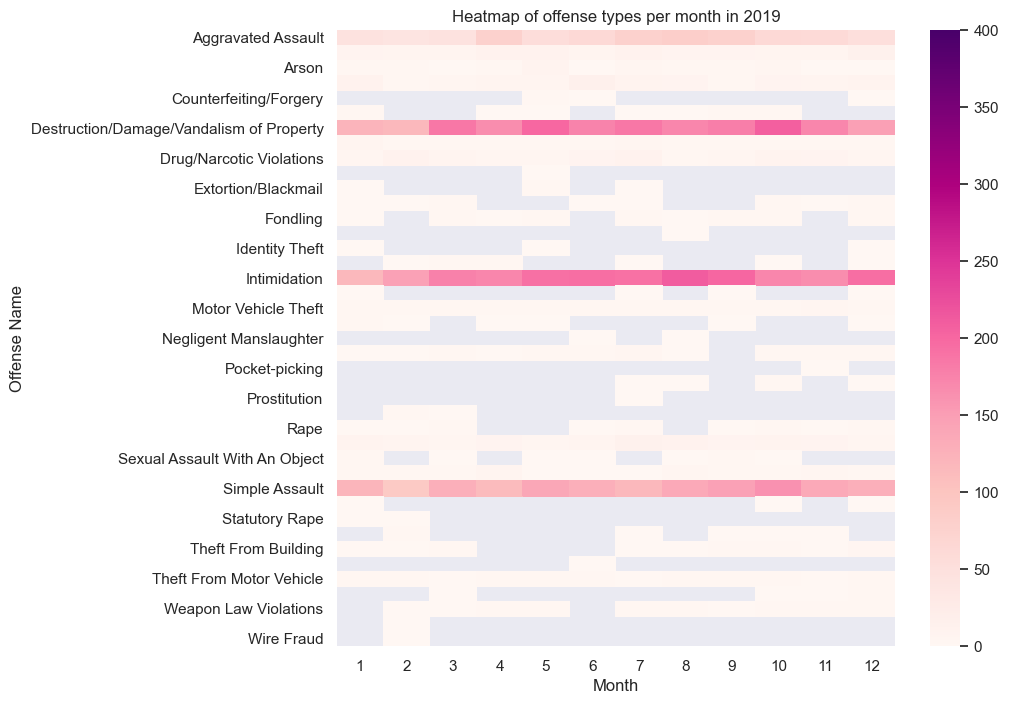 Heatmap of offense types per month in 2019
Aggravated Assault
Arson
Counterfeiting/Forgery
Destruction/Damage/Vandalism of Property
Drug/Narcotic Violations
Extortion/Blackmail
Fondling
Identity Theft
Intimidation
Motor Vehicle Theft
Negligent Manslaughter
Pocket-picking
Prostitution
Rape
Sexual Assault With An Object
Simple Assault
Statutory Rape
Theft From Building
Theft From Motor Vehicle
Weapon Law Violations
Wire Fraud
Offense Name
1 2 3 4 5 6 7 8 9 10 11 12
Month
400
350
300
250
200
150
100
50
0